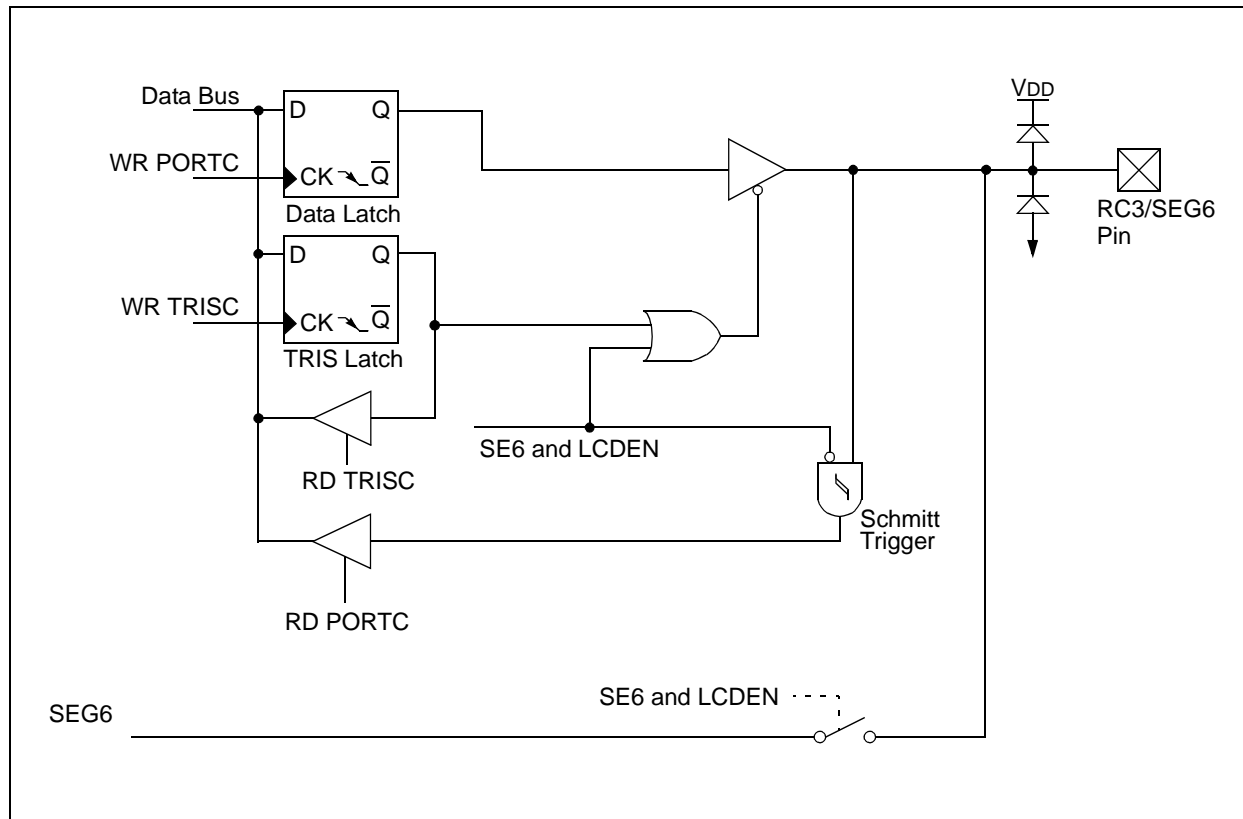 Data Bus
D
Q
VDD
WR PORTC
CK
Q̅
Data Latch
RC3/SEG6
Pin
D
Q
WR TRISC
CK
Q̅
TRIS Latch
SE6 and LCDEN
RD TRISC
Schmitt
Trigger
RD PORTC
SE6 and LCDEN
SEG6